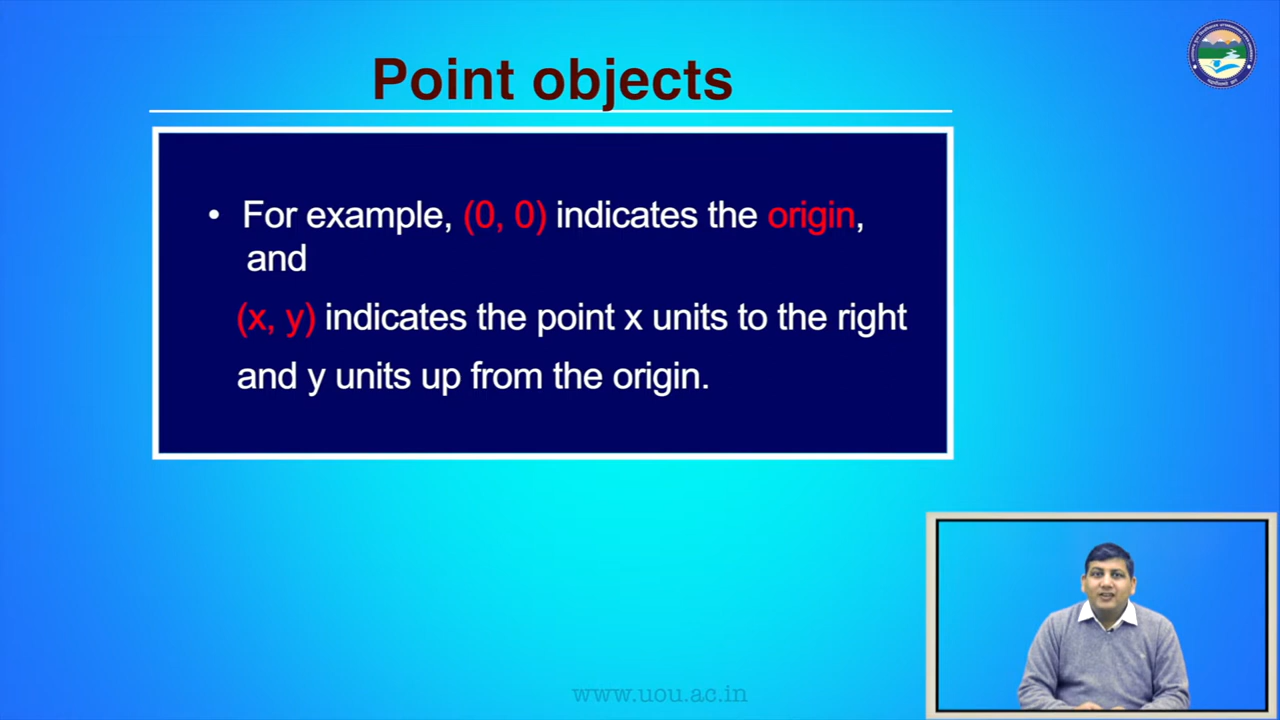 Point objects
• For example, (0, 0) indicates the origin,
and
(x, y) indicates the point x units to the right
and y units up from the origin.
www.uou.ac.in